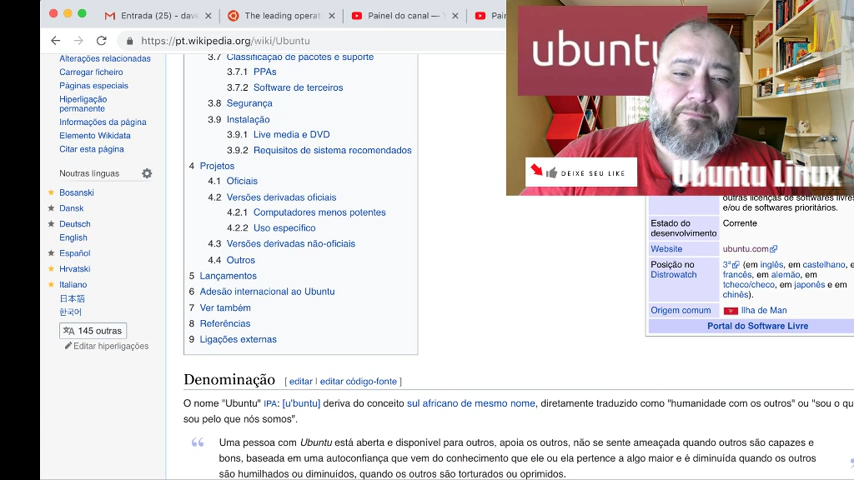 Entrada (25) - davi
The leading operat
Painel do canal —
Pain
https://pt.wikipedia.org/wiki/Ubuntu
Alterações relacionadas
Carregar ficheiro
Páginas especiais
Hiperligação
permanente
Informações da página
Elemento Wikidata
Citar esta página
Noutras línguas
Bosanski
Dansk
Deutsch
English
Español
Hrvatski
Italiano
日本語
한국어
145 outras
Editar hiperligações
3.7 Classificação de pacotes e suporte
3.7.1 PPAs
3.7.2 Software de terceiros
3.8 Segurança
3.9 Instalação
3.9.1 Live media e DVD
3.9.2 Requisitos de sistema recomendados
4 Projetos
4.1 Oficiais
4.2 Versões derivadas oficiais
4.2.1 Computadores menos potentes
4.2.2 Uso específico
4.3 Versões derivadas não-oficiais
4.4 Outros
5 Lançamentos
6 Adesão internacional ao Ubuntu
7 Ver também
8 Referências
9 Ligações externas
ubuntu
DEIXE SEU LIKE
Ubuntu Linux
outras licenças de softwares livres
e/ou de softwares prioritários.
Estado do desenvolvimento Corrente
Website ubuntu.com
Posição no Distrowatch 3ª (em inglês, em castelhano, em
francês, em alemão, em
tcheco/checo, em japonês e em
chinês).
Origem comum Ilha de Man
Portal do Software Livre
Denominação [ editar | editar código-fonte ]
O nome "Ubuntu" IPA: [u'buntu] deriva do conceito sul africano de mesmo nome, diretamente traduzido como "humanidade com os outros" ou "sou o qu
sou pelo que nós somos".
Uma pessoa com Ubuntu está aberta e disponível para outros, apoia os outros, não se sente ameaçada quando outros são capazes e
bons, baseada em uma autoconfiança que vem do conhecimento que ele ou ela pertence a algo maior e é diminuída quando os outros
são humilhados ou diminuídos, quando os outros são torturados ou oprimidos.